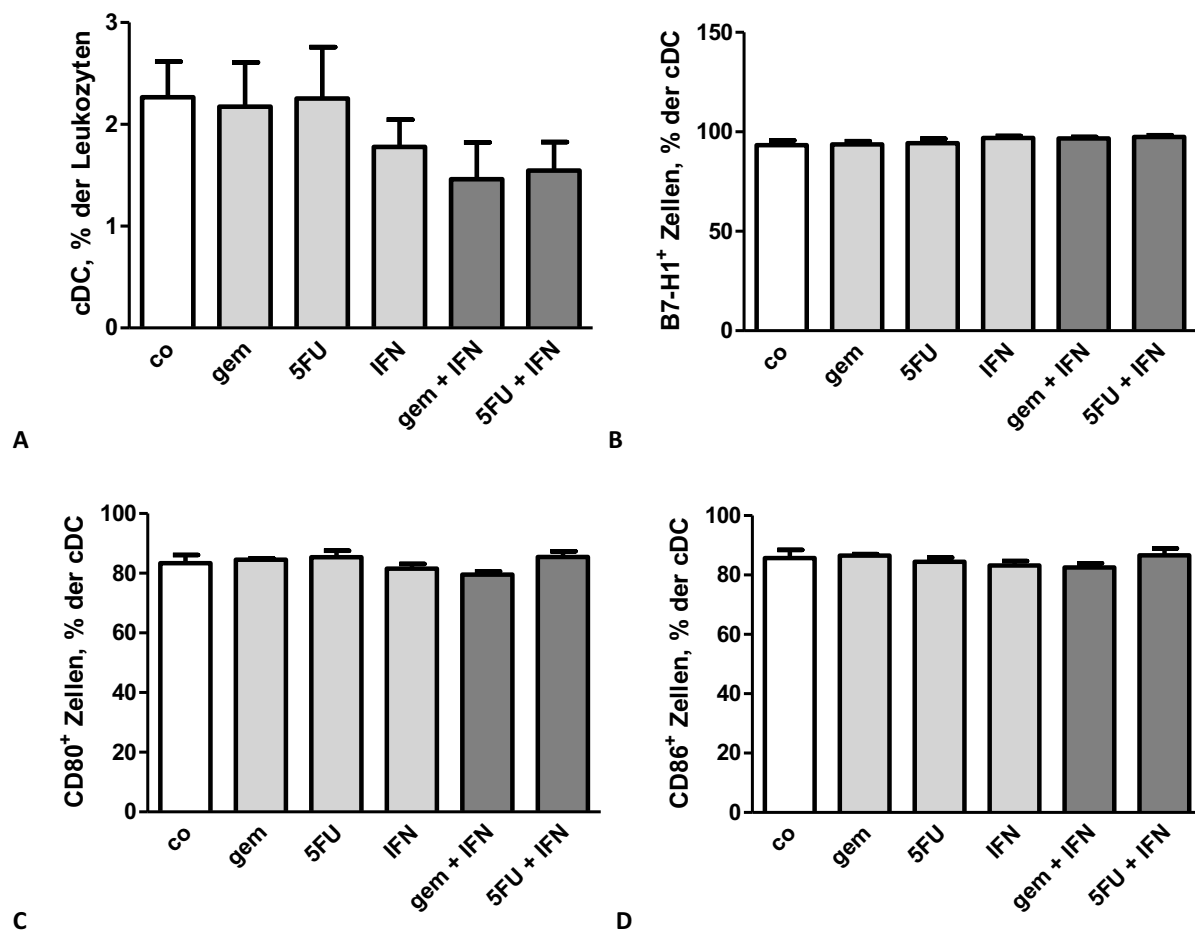 cDC, % der Leukozyten
3
2
1
0
co
gem
5FU
IFN
gem + IFN
5FU + IFN
A
B7-H1⁺ Zellen, % der cDC
150
100
50
0
co
gem
5FU
IFN
gem + IFN
5FU + IFN
B
CD80⁺ Zellen, % der cDC
100
80
60
40
20
0
co
gem
5FU
IFN
gem + IFN
5FU + IFN
C
CD86⁺ Zellen, % der cDC
100
80
60
40
20
0
co
gem
5FU
IFN
gem + IFN
5FU + IFN
D